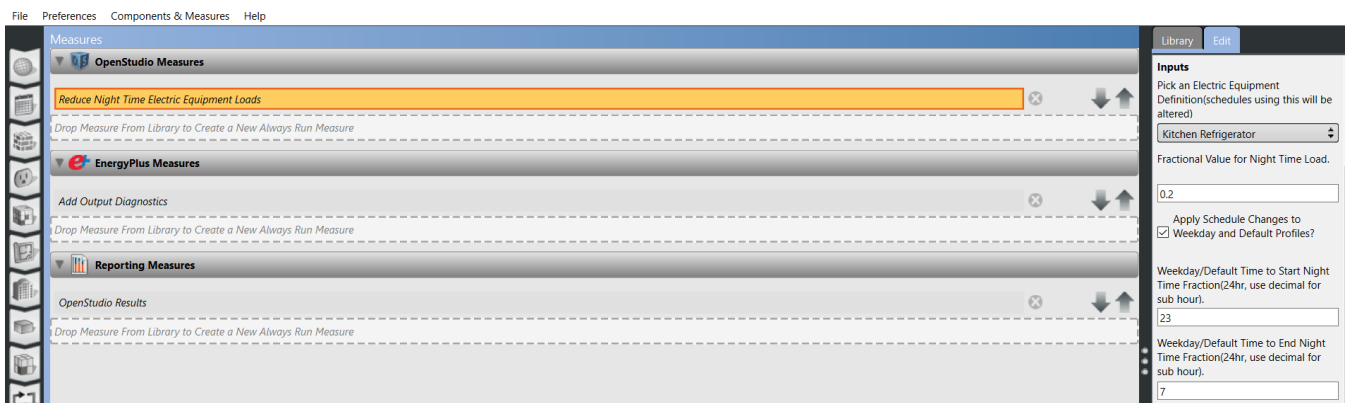 File Preferences Components & Measures Help
Measures
OpenStudio Measures
Reduce Night Time Electric Equipment Loads
Drop Measure From Library to Create a New Always Run Measure
EnergyPlus Measures
Add Output Diagnostics
Drop Measure From Library to Create a New Always Run Measure
Reporting Measures
OpenStudio Results
Drop Measure From Library to Create a New Always Run Measure
Library Edit
Inputs
Pick an Electric Equipment
Definition(schedules using this will be
altered)
Kitchen Refrigerator
Fractional Value for Night Time Load.
0.2
Apply Schedule Changes to
Weekday and Default Profiles?
Weekday/Default Time to Start Night
Time Fraction(24hr, use decimal for
sub hour).
23
Weekday/Default Time to End Night
Time Fraction(24hr, use decimal for
sub hour).
7